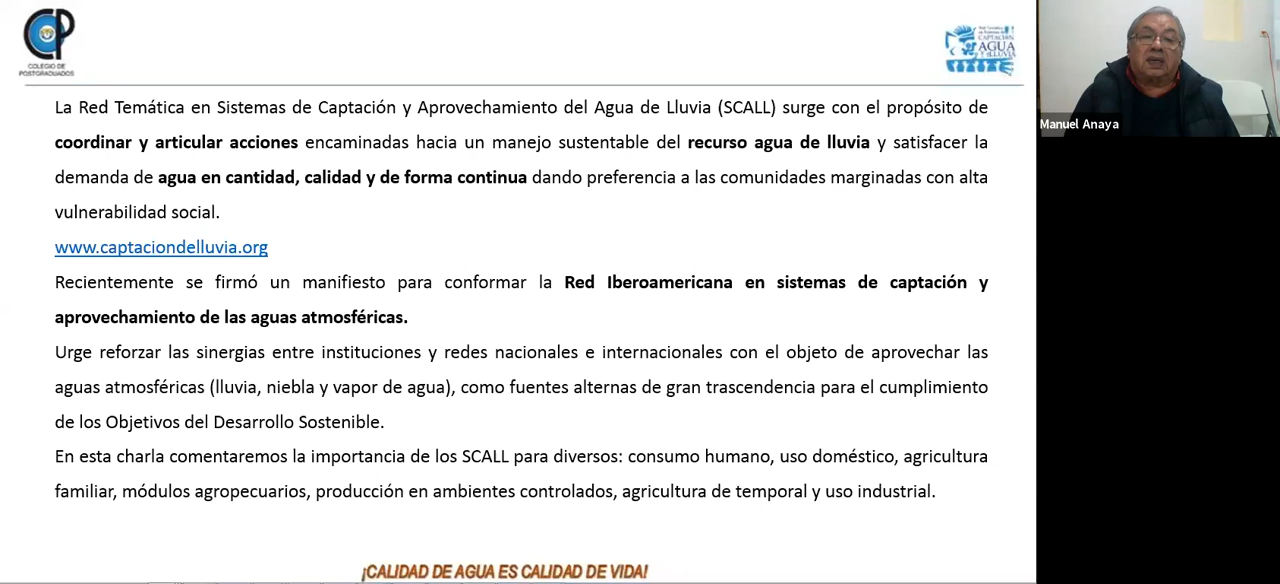 COLEGIO DE
POSTGRADUADOS
CAPTACIÓN
AGUA
Manuel Anaya
La Red Temática en Sistemas de Captación y Aprovechamiento del Agua de Lluvia (SCALL) surge con el propósito de
coordinar y articular acciones encaminadas hacia un manejo sustentable del recurso agua de lluvia y satisfacer la
demanda de agua en cantidad, calidad y de forma continua dando preferencia a las comunidades marginadas con alta
vulnerabilidad social.
www.captaciondelluvia.org
Recientemente se firmó un manifiesto para conformar la Red Iberoamericana en sistemas de captación y
aprovechamiento de las aguas atmosféricas.
Urge reforzar las sinergias entre instituciones y redes nacionales e internacionales con el objeto de aprovechar las
aguas atmosféricas (lluvia, niebla y vapor de agua), como fuentes alternas de gran trascendencia para el cumplimiento
de los Objetivos del Desarrollo Sostenible.
En esta charla comentaremos la importancia de los SCALL para diversos: consumo humano, uso doméstico, agricultura
familiar, módulos agropecuarios, producción en ambientes controlados, agricultura de temporal y uso industrial.
¡CALIDAD DE AGUA ES CALIDAD DE VIDA!